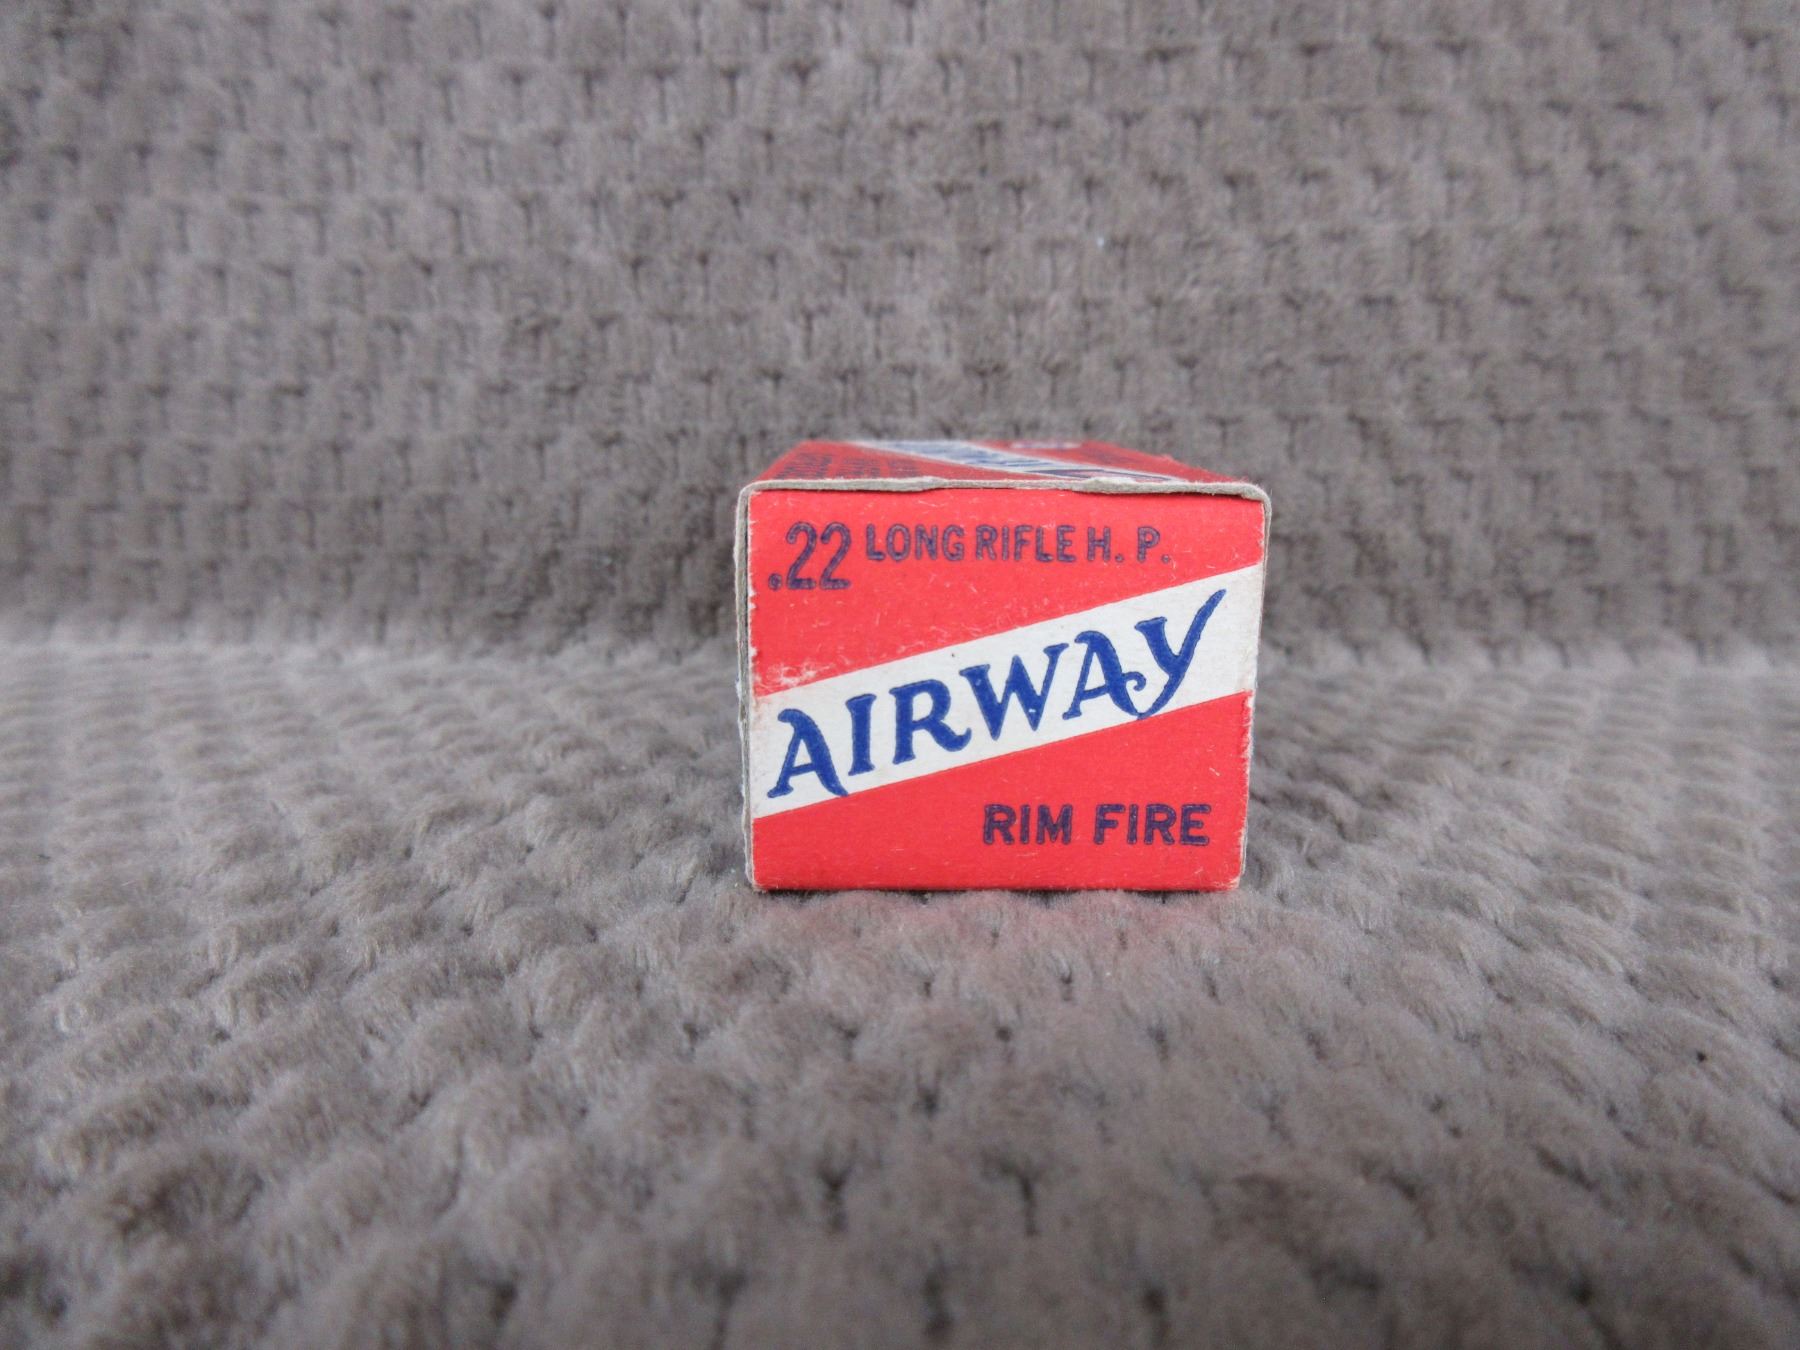 .22 LONG RIFLE H. P.
AIRWAY
RIM FIRE